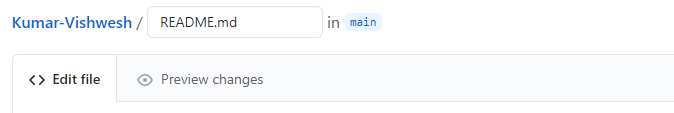 Kumar-Vishwesh / README.md in main
<> Edit file Preview changes